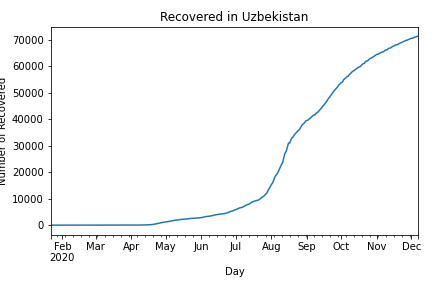 Recovered in Uzbekistan
70000
60000
50000
40000
30000
20000
10000
0
Number of Recovered
Feb Mar Apr May Jun Jul Aug Sep Oct Nov Dec
2020
Day